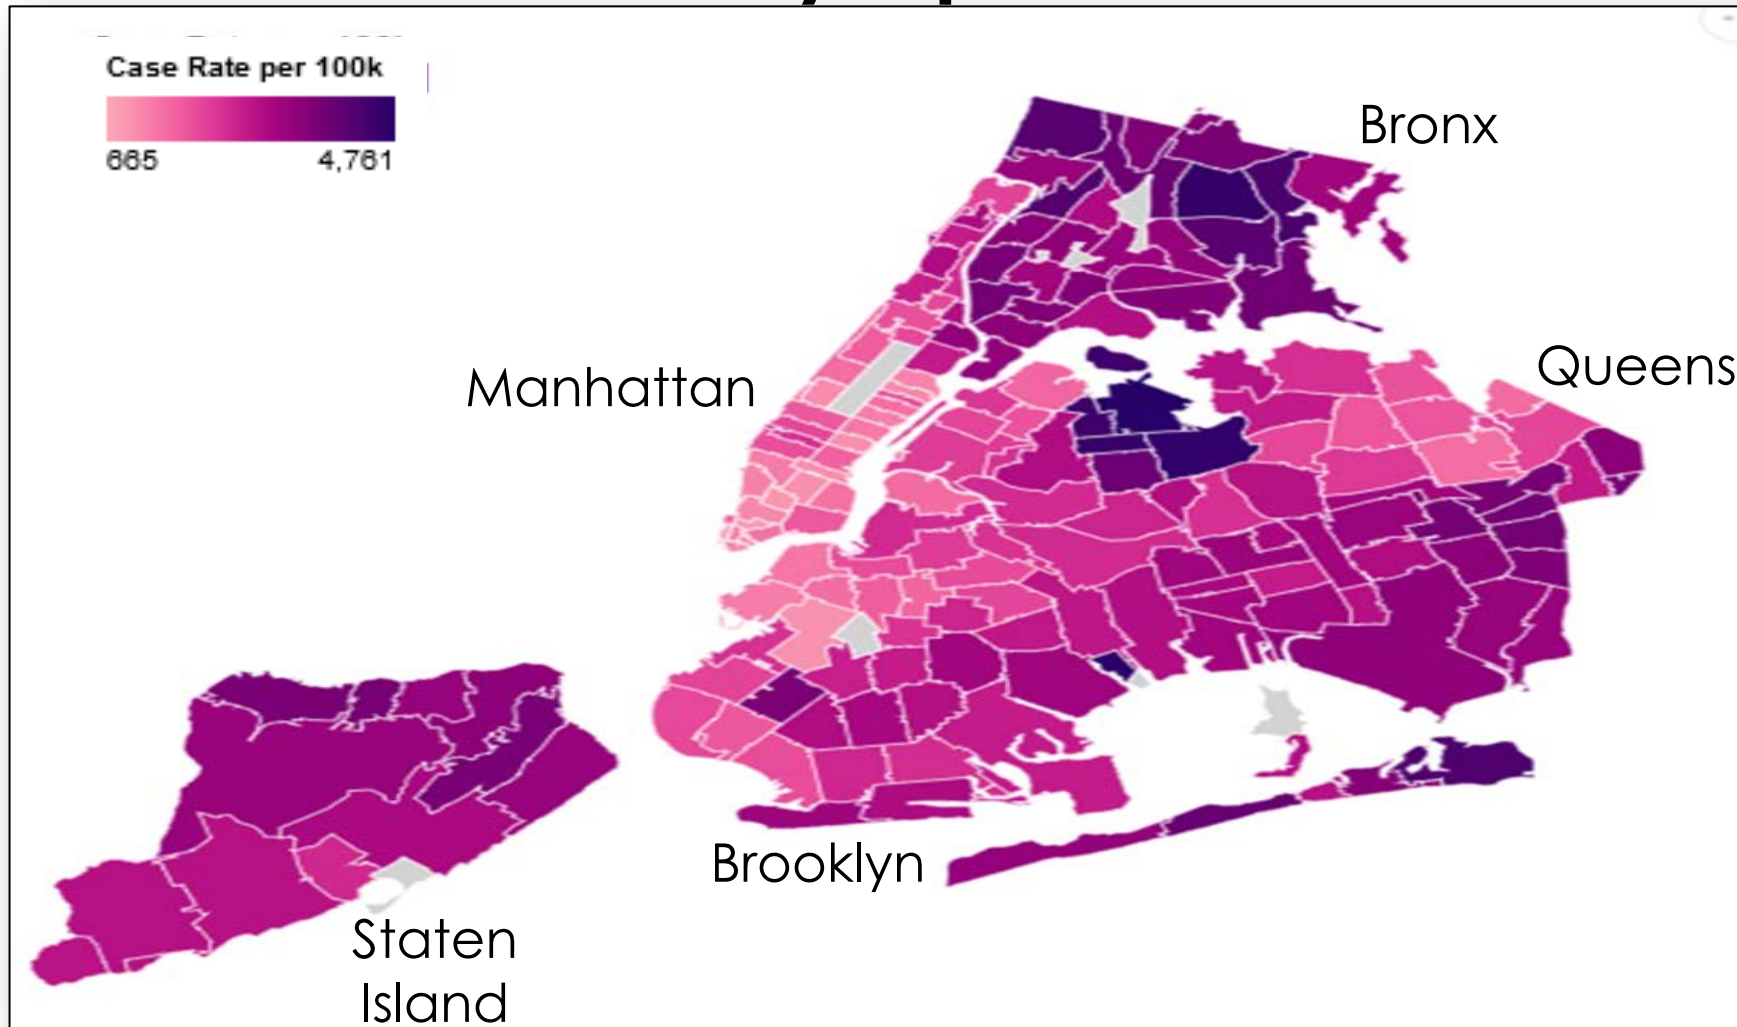 Case Rate per 100k
665
4,761
Bronx
Queens
Manhattan
Brooklyn
Staten
Island